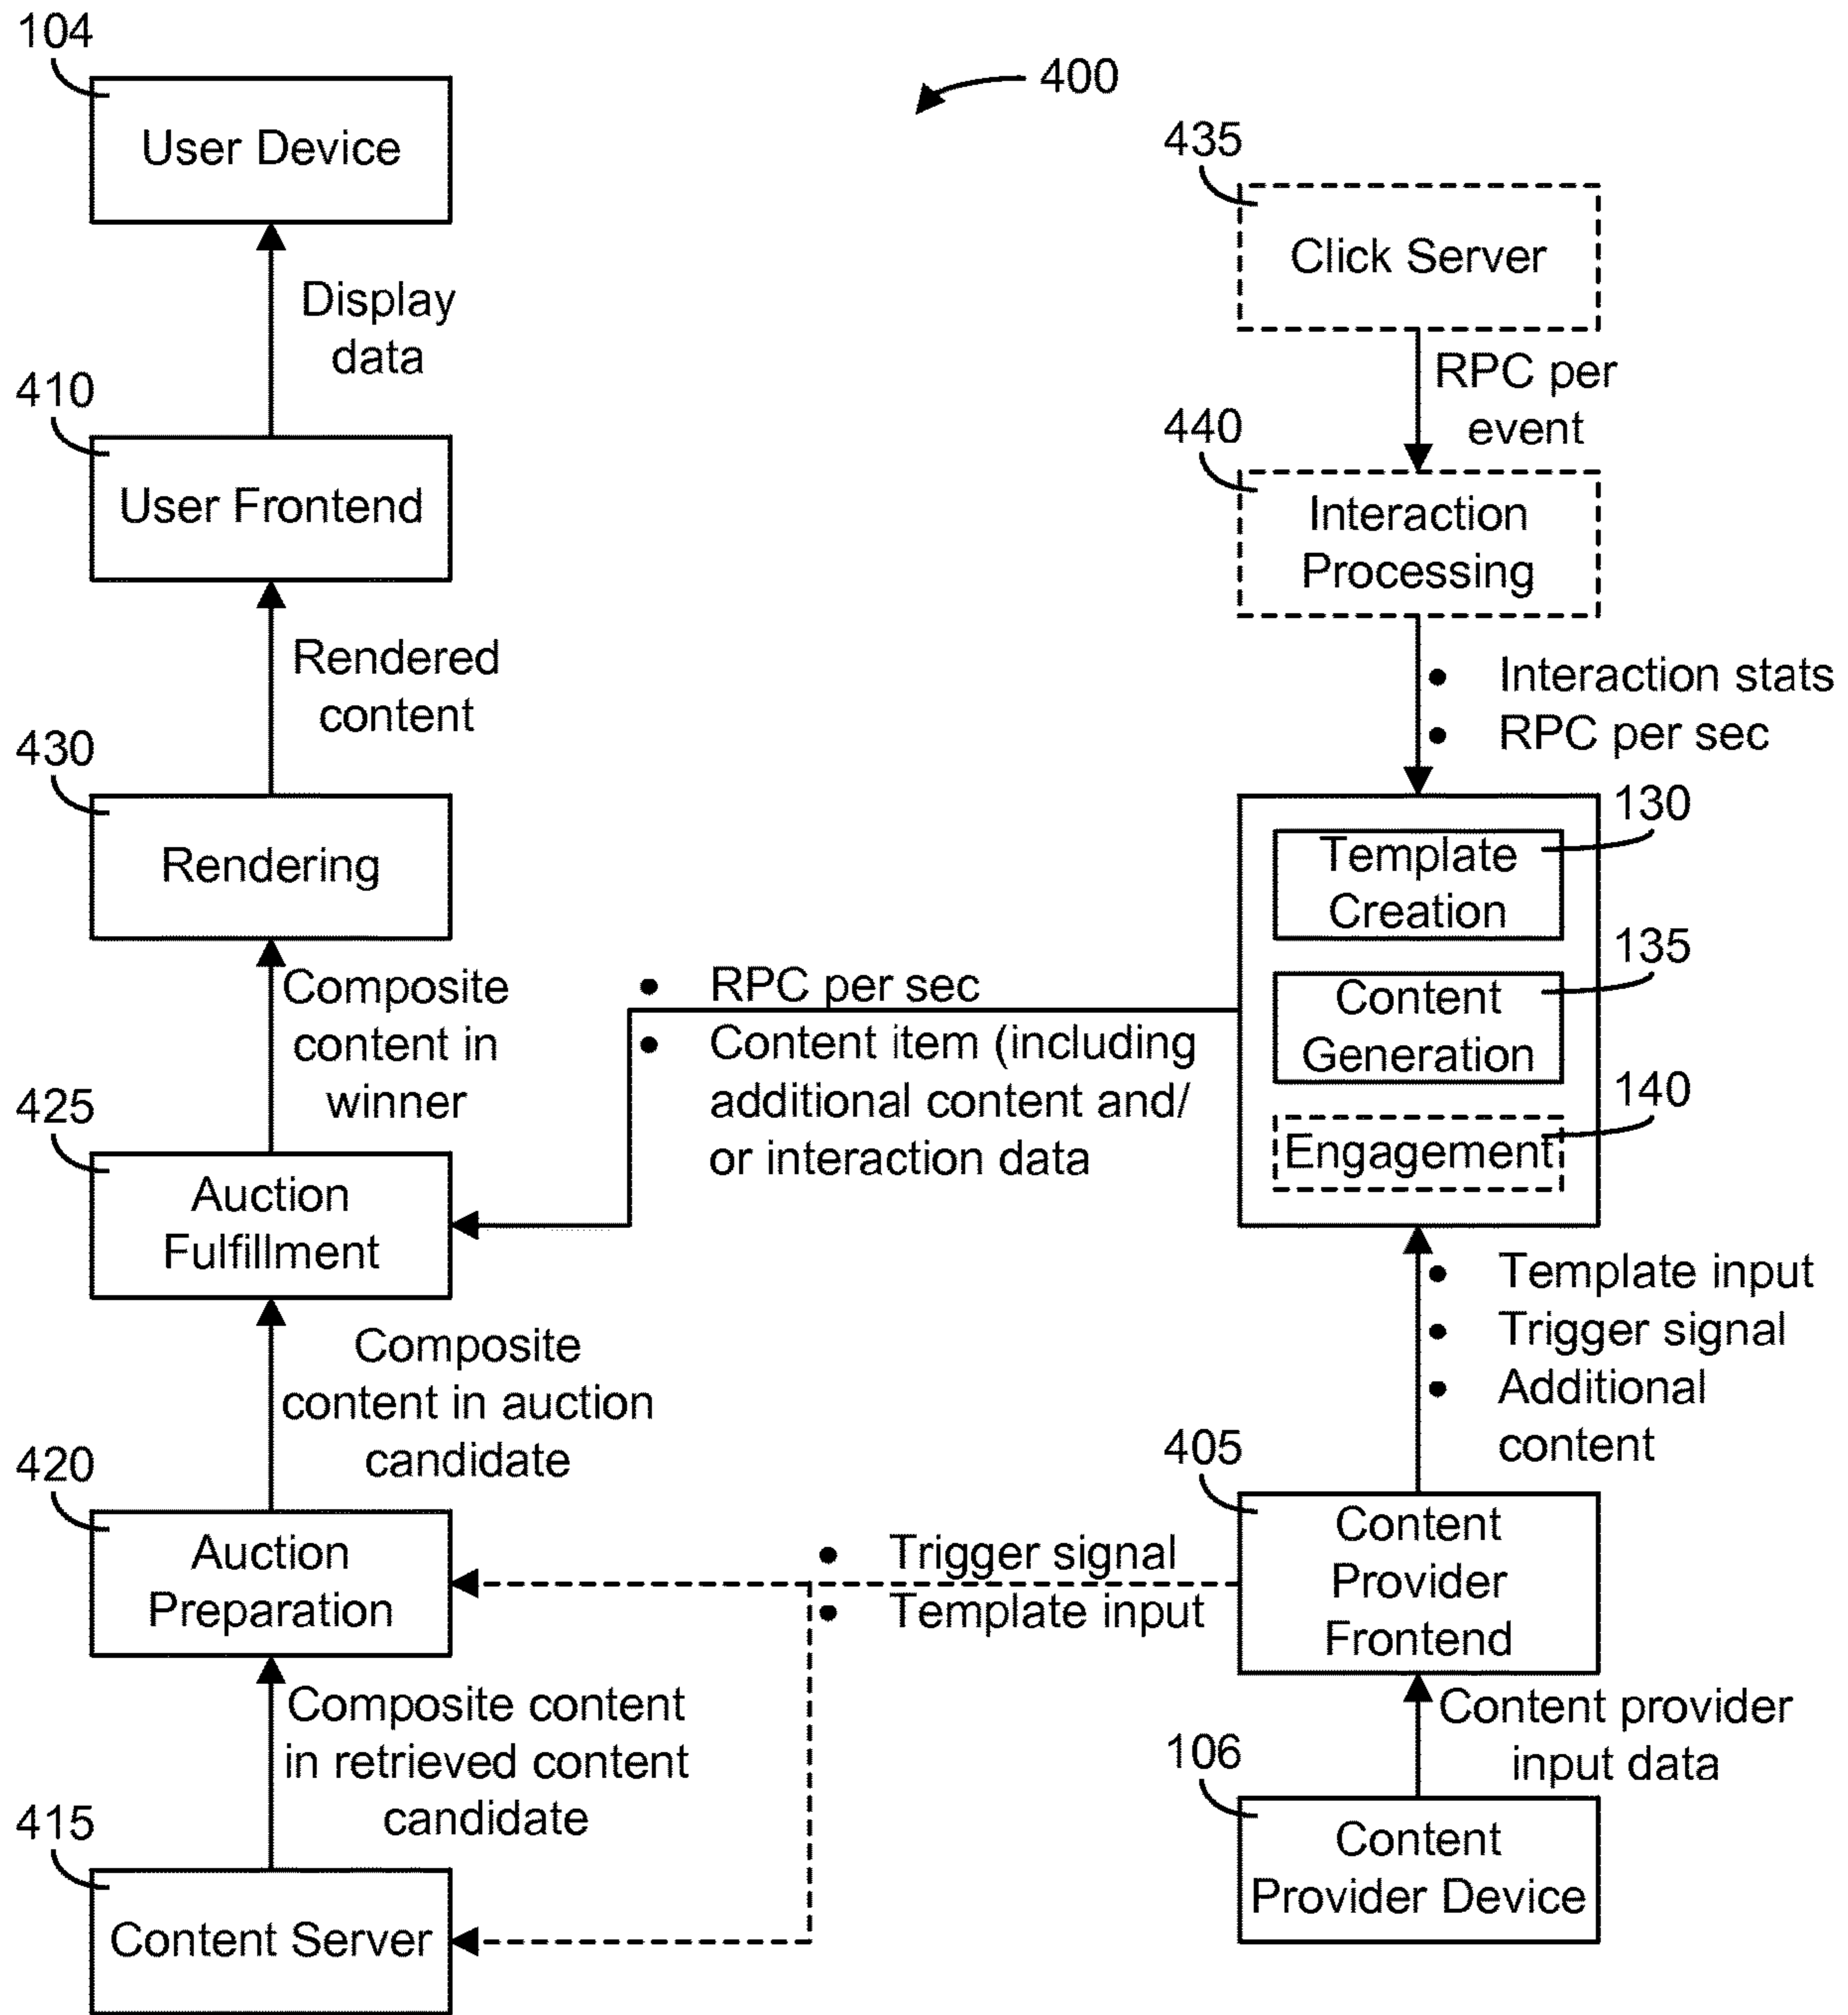 104
User Device
Display
data
410
User Frontend
Rendered
content
430
Rendering
Composite
content in
winner
425
Auction
Fulfillment
Composite
content in auction
candidate
420
Auction
Preparation
Composite content
in retrieved content
candidate
415
Content Server
400
• RPC per sec
• Content item (including
additional content and/
or interaction data
• Trigger signal
• Template input
435
Click Server
RPC per
event
440
Interaction
Processing
• Interaction stats
• RPC per sec
130
Template
Creation
135
Content
Generation
140
Engagement
• Template input
• Trigger signal
• Additional
content
405
Content
Provider
Frontend
Content provider
input data
106
Content
Provider Device